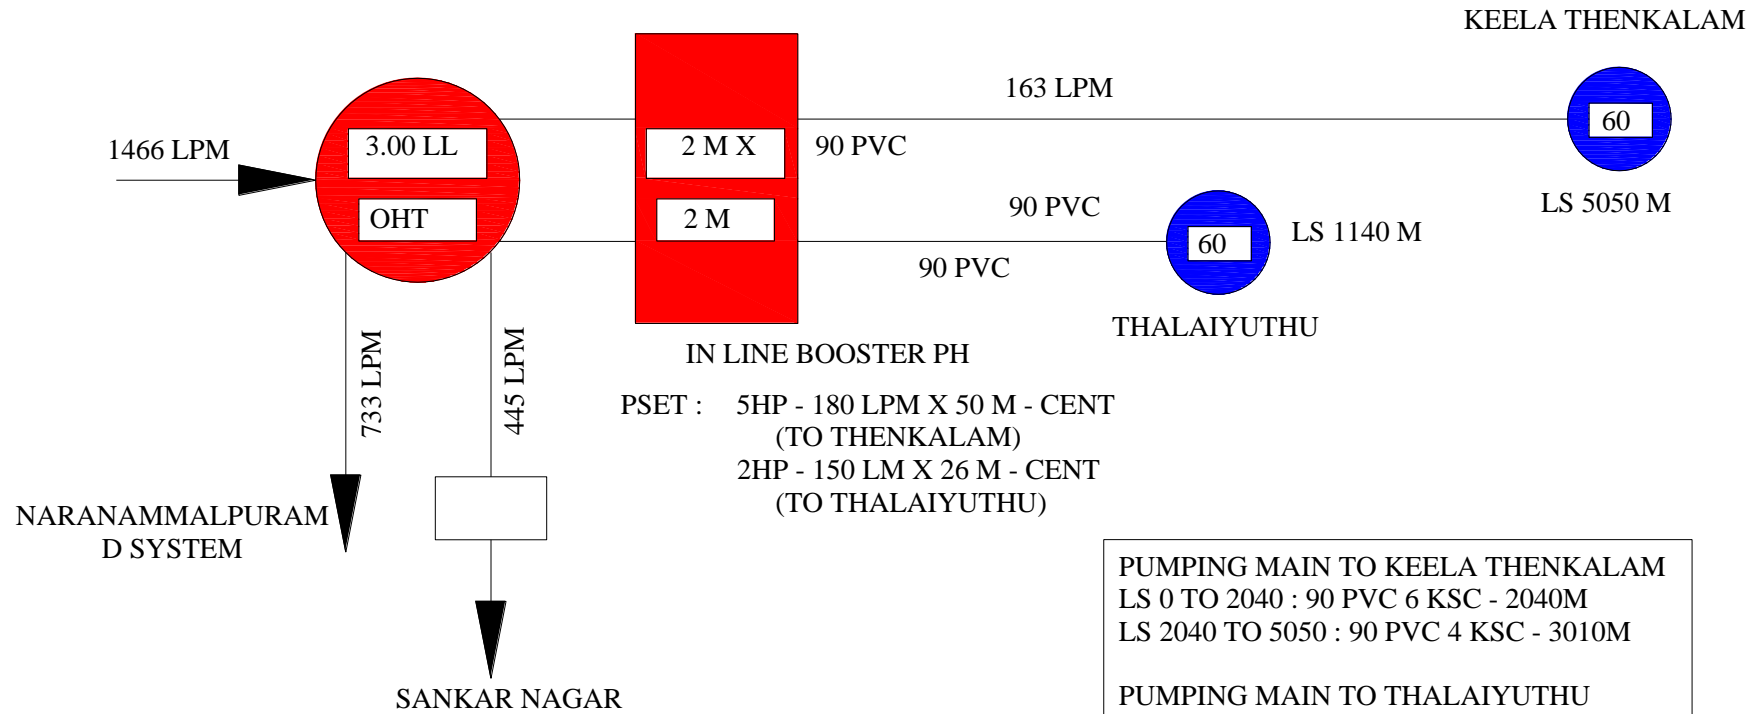 KEELA THENKALAM
163 LPM
60
1466 LPM
3.00 LL
2 M X
90 PVC
LS 5050 M
OHT
2 M
90 PVC
60
LS 1140 M
90 PVC
THALAIYUTHU
733 LPM
445 LPM
IN LINE BOOSTER PH
PSET : 5HP - 180 LPM X 50 M - CENT
(TO THENKALAM)
2HP - 150 LM X 26 M - CENT
(TO THALAIYUTHU)
NARANAMMALPURAM
D SYSTEM
SANKAR NAGAR
PUMPING MAIN TO KEELA THENKALAM
LS 0 TO 2040 : 90 PVC 6 KSC - 2040M
LS 2040 TO 5050 : 90 PVC 4 KSC - 3010M
PUMPING MAIN TO THALAIYUTHU